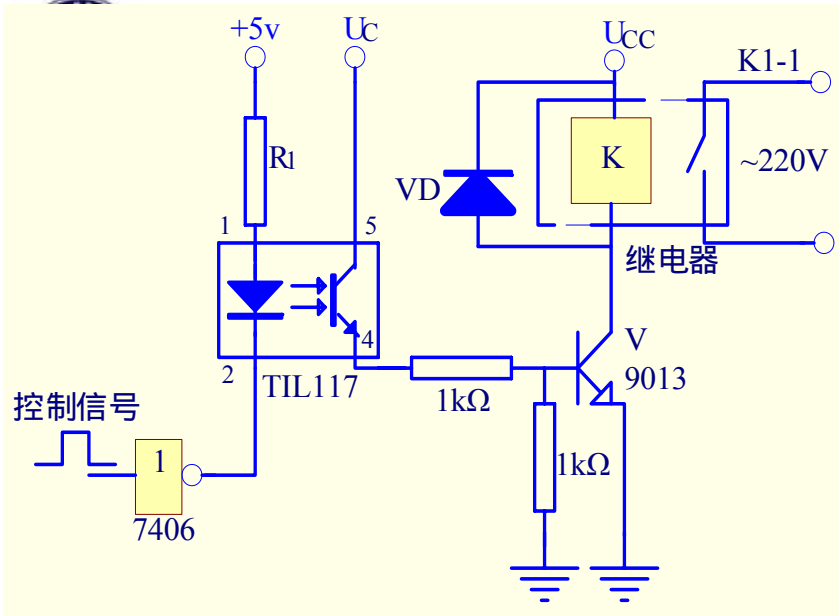 +5v
UC
UCC
K1-1
R1
K
~220V
VD
1
5
继电器
4
2
TIL117
V
9013
1kΩ
控制信号
1
1kΩ
7406